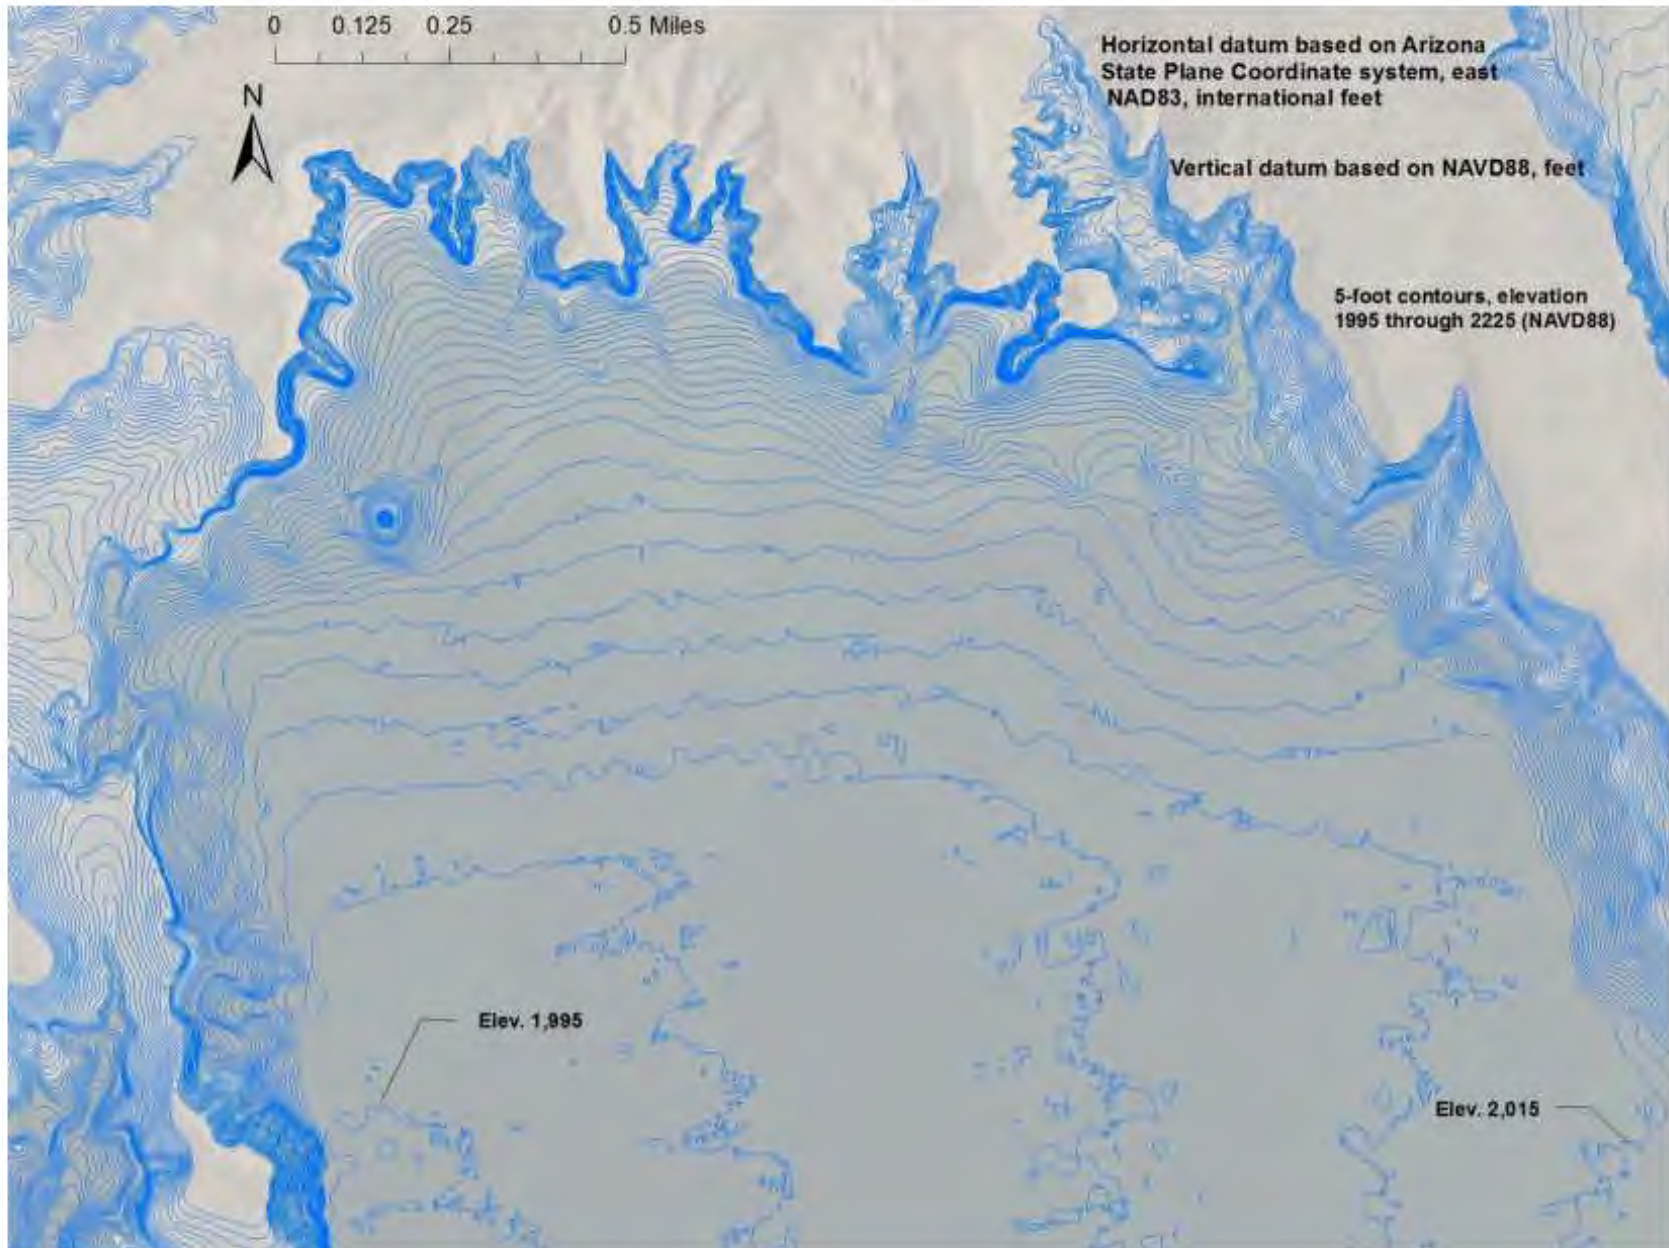 0 0.125 0.25 0.5 Miles
N
Horizontal datum based on Arizona
State Plane Coordinate system, east
NAD83, international feet
Vertical datum based on NAVD88, feet
5-foot contours, elevation
1995 through 2225 (NAVD88)
Elev. 1,995
Elev. 2,015